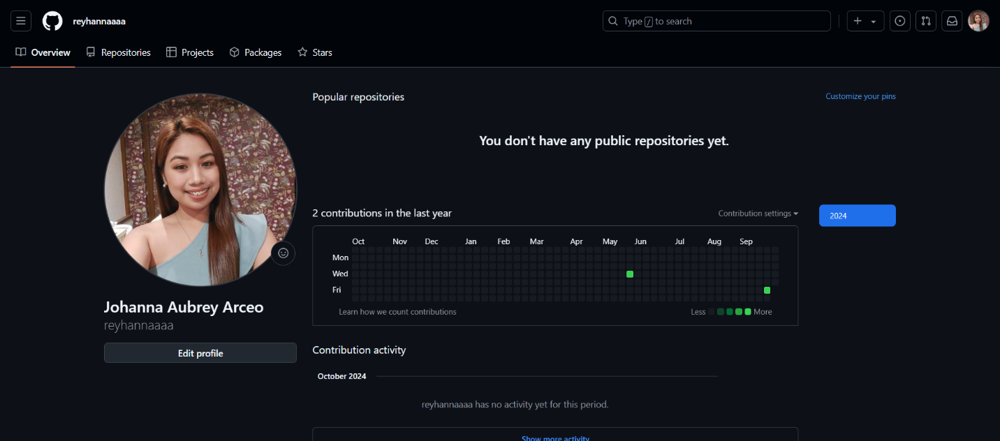 reyhannaaaa
Type / to search
Overview Repositories Projects Packages Stars
Popular repositories
Customize your pins
You don't have any public repositories yet.
2 contributions in the last year
Contribution settings
2024
Oct Nov Dec Jan Feb Mar Apr May Jun Jul Aug Sep
Mon
Wed
Fri
Learn how we count contributions
Less More
Johanna Aubrey Arceo
reyhannaaaa
Edit profile
Contribution activity
October 2024
reyhannaaaa has no activity yet for this period.
Show more activity